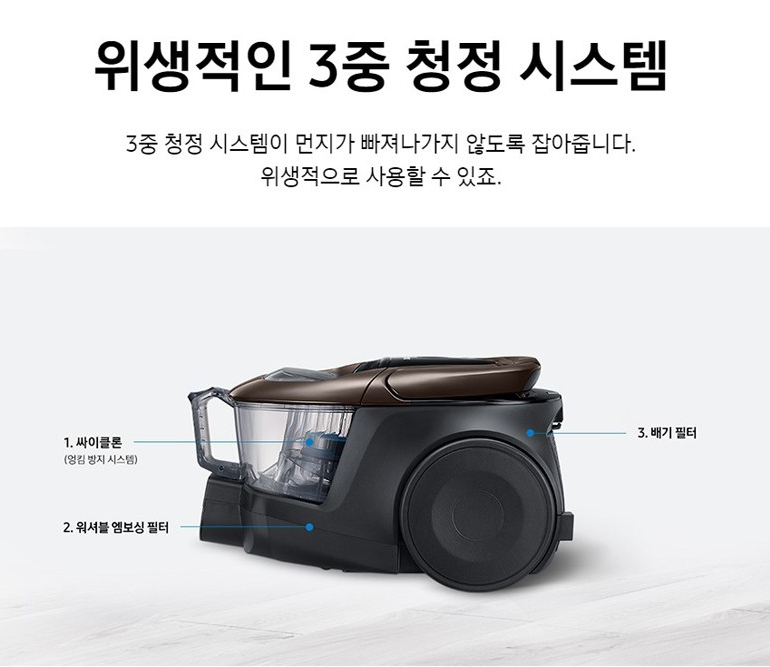 위생적인 3중 청정 시스템
3중 청정 시스템이 먼지가 빠져나가지 않도록 잡아줍니다.
위생적으로 사용할 수 있죠.
1. 싸이클론
(엉킴 방지 시스템)
3. 배기 필터
2. 워셔블 엠보싱 필터